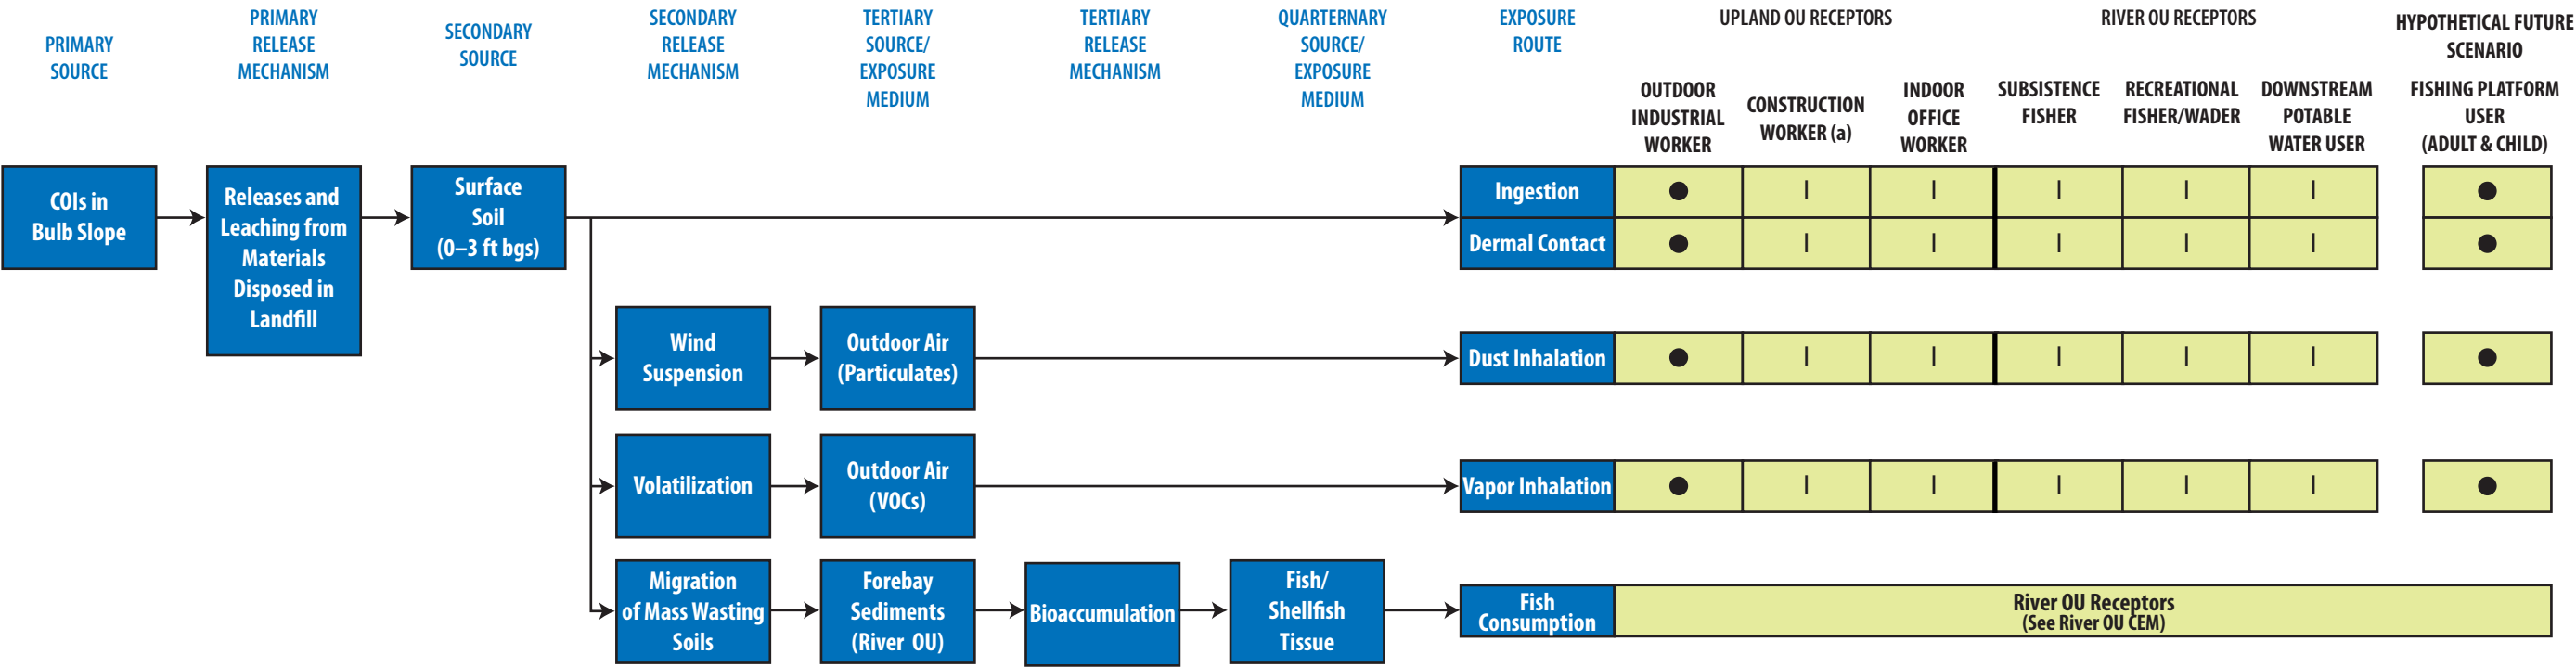 PRIMARY
SOURCE
PRIMARY
RELEASE
MECHANISM
SECONDARY
SOURCE
SECONDARY
RELEASE
MECHANISM
TERTIARY
SOURCE/
EXPOSURE
MEDIUM
TERTIARY
RELEASE
MECHANISM
QUARTERNARY
SOURCE/
EXPOSURE
MEDIUM
EXPOSURE
ROUTE
UPLAND OU RECEPTORS
RIVER OU RECEPTORS
HYPOTHETICAL FUTURE
SCENARIO
OUTDOOR
INDUSTRIAL
WORKER
CONSTRUCTION
WORKER (a)
INDOOR
OFFICE
WORKER
SUBSISTENCE
FISHER
RECREATIONAL
FISHER/WADER
DOWNSTREAM
POTABLE
WATER USER
FISHING PLATFORM
USER
(ADULT & CHILD)
COIs in
Bulb Slope
Releases and
Leaching from
Materials
Disposed in
Landfill
Surface
Soil
(0–3 ft bgs)
Ingestion ● I I I I I ●
Dermal Contact ● I I I I I ●
Wind
Suspension
Outdoor Air
(Particulates)
Dust Inhalation ● I I I I I ●
Volatilization
Outdoor Air
(VOCs)
Vapor Inhalation ● I I I I I ●
Migration
of Mass Wasting
Soils
Forebay
Sediments
(River OU)
Bioaccumulation
Fish/
Shellfish
Tissue
Fish
Consumption
River OU Receptors
(See River OU CEM)